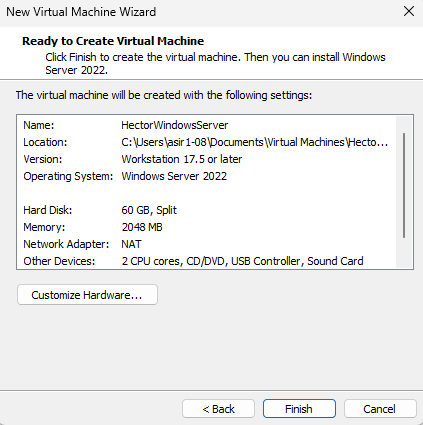 New Virtual Machine Wizard
Ready to Create Virtual Machine
Click Finish to create the virtual machine. Then you can install Windows
Server 2022.
The virtual machine will be created with the following settings:
Name: HectorWindowsServer
Location: C:\Users\asir1-08\Documents\Virtual Machines\Hecto...
Version: Workstation 17.5 or later
Operating System: Windows Server 2022
Hard Disk: 60 GB, Split
Memory: 2048 MB
Network Adapter: NAT
Other Devices: 2 CPU cores, CD/DVD, USB Controller, Sound Card
Customize Hardware...
< Back Finish Cancel